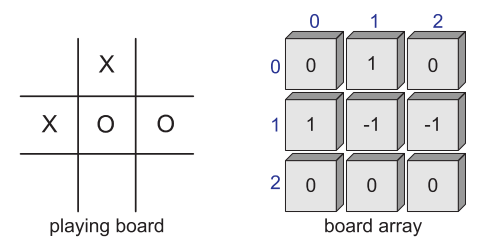 X
X O O
playing board
0 1 2
0 0 1 0
1 1 -1 -1
2 0 0 0
board array